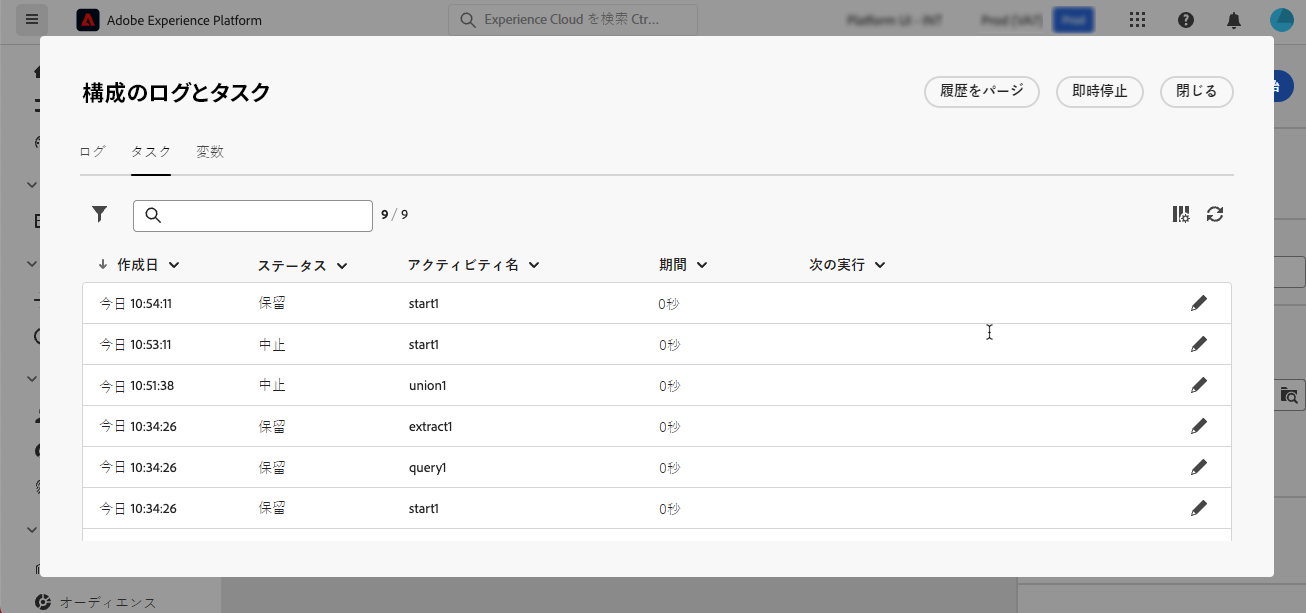 Adobe Experience Platform
Experience Cloud を検索 Ctr...
構成のログとタスク
履歴をパージ
即時停止
閉じる
ログ
タスク
変数
9 / 9
作成日 ステータス アクティビティ名 期間 次の実行
今日 10:54:11 保留 start1 0秒
今日 10:53:11 中止 start1 0秒
今日 10:51:38 中止 union1 0秒
今日 10:34:26 保留 extract1 0秒
今日 10:34:26 保留 query1 0秒
今日 10:34:26 保留 start1 0秒
オーディエンス